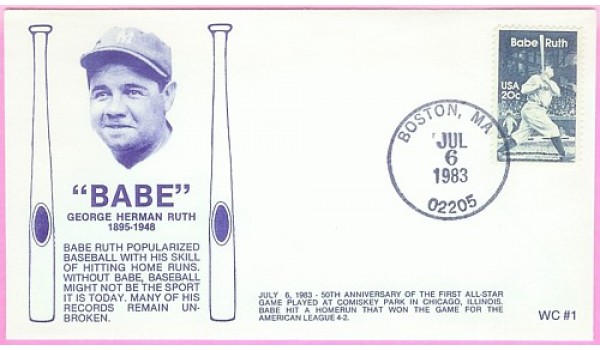 "BABE"
GEORGE HERMAN RUTH
1895-1948
BABE RUTH POPULARIZED
BASEBALL WITH HIS SKILL
OF HITTING HOME RUNS.
WITHOUT BABE, BASEBALL
MIGHT NOT BE THE SPORT
IT IS TODAY. MANY OF HIS
RECORDS REMAIN UN-
BROKEN.
Babe Ruth
USA
20c
BOSTON, MA
JUL
6
1983
02205
JULY 6, 1983 - 50TH ANNIVERSARY OF THE FIRST ALL-STAR
GAME PLAYED AT COMISKEY PARK IN CHICAGO, ILLINOIS.
BABE HIT A HOMERUN THAT WON THE GAME FOR THE
AMERICAN LEAGUE 4-2.
WC #1